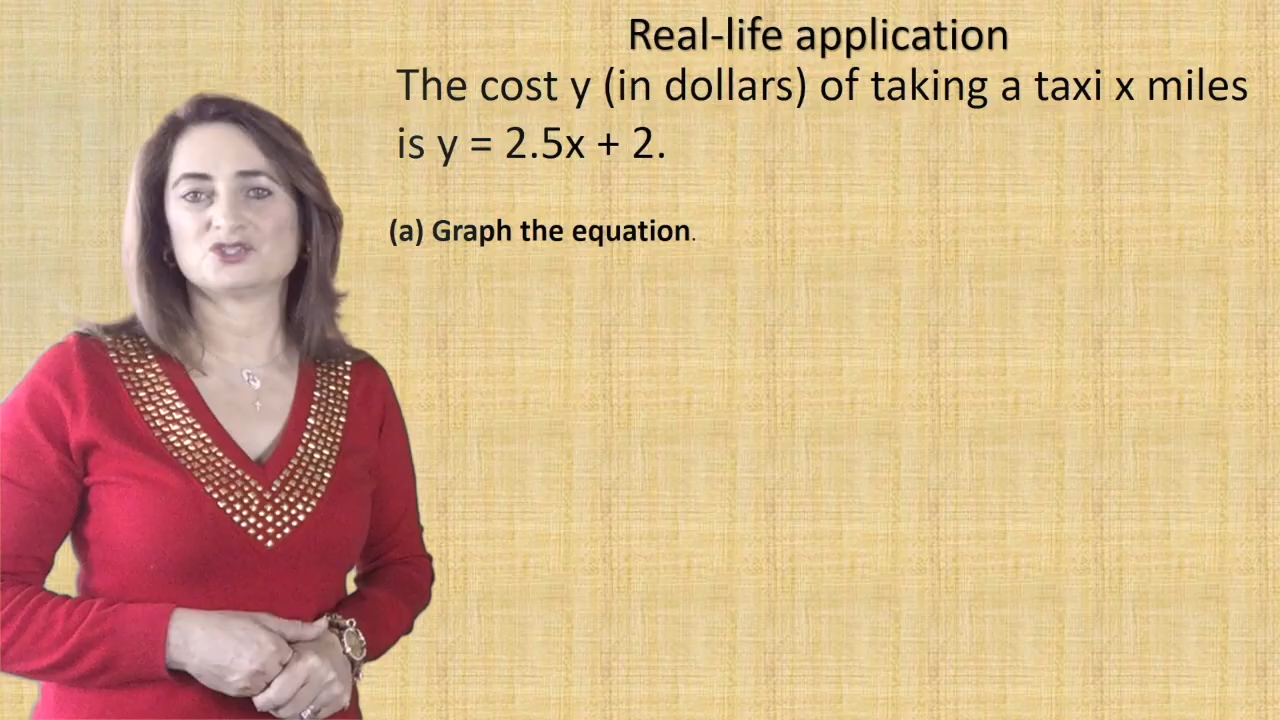 Real-life application
The cost y (in dollars) of taking a taxi x miles
is y = 2.5x + 2.
(a) Graph the equation.